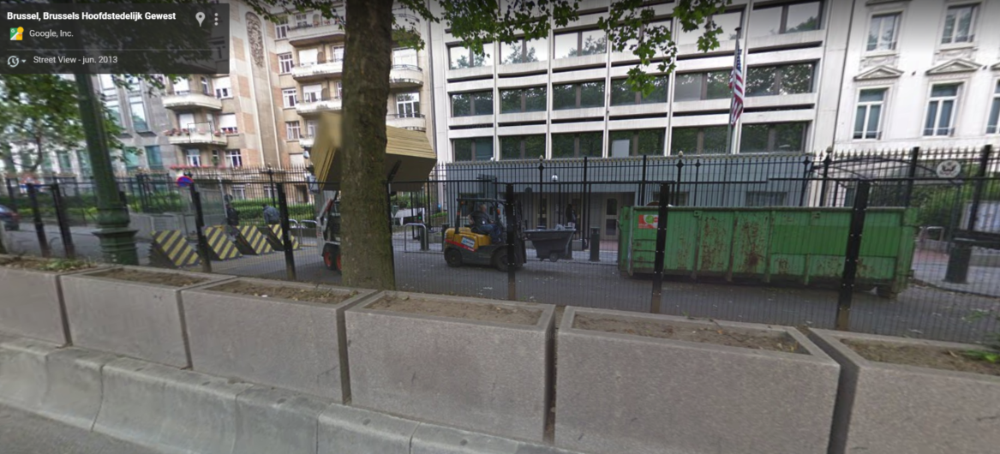 Brussel, Brussels Hoofdstedelijk Gewest
Google, Inc.
Street View - jun. 2013